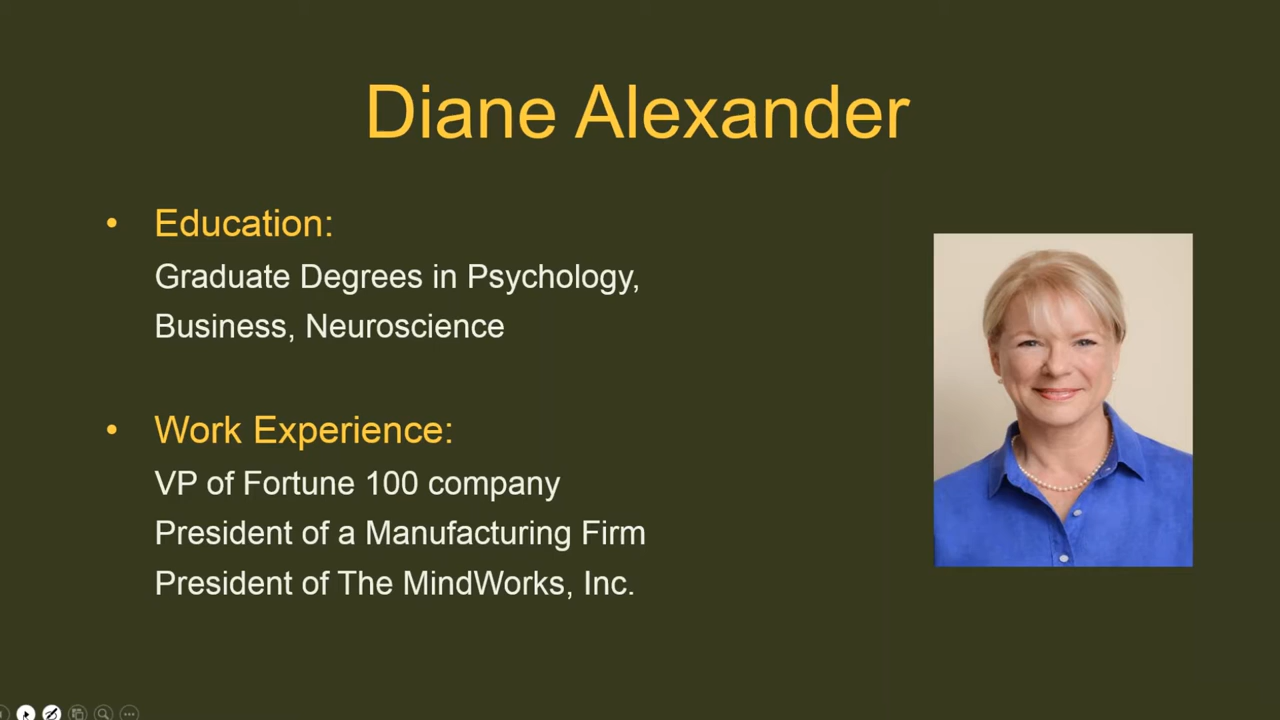 Diane Alexander
• Education:
Graduate Degrees in Psychology,
Business, Neuroscience
• Work Experience:
VP of Fortune 100 company
President of a Manufacturing Firm
President of The MindWorks, Inc.